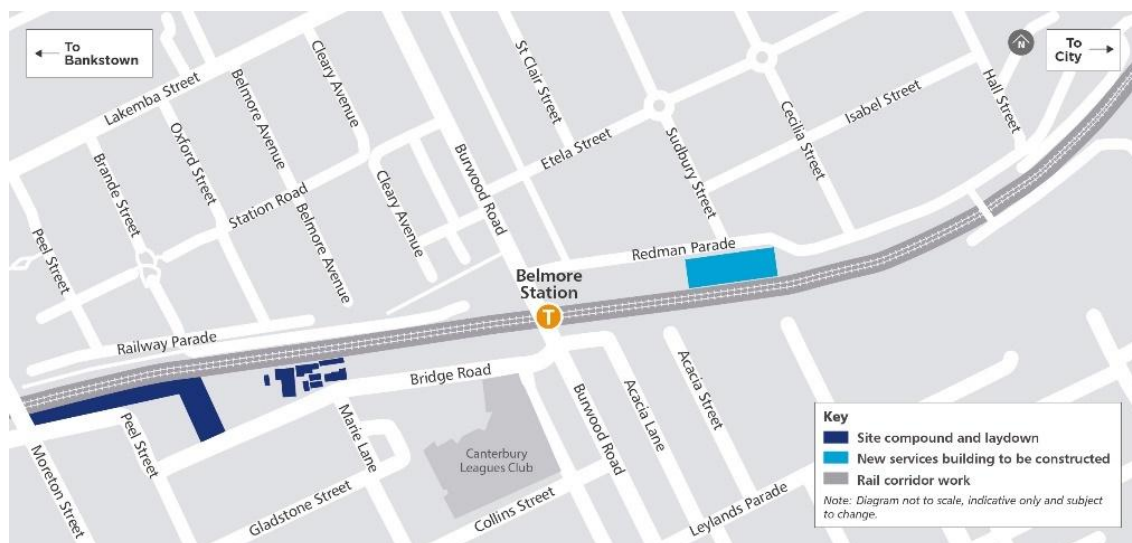 To
Bankstown
N
To
City
Lakemba Street
Cleary Avenue
St Clair Street
Hall Street
Belmore Avenue
Oxford Street
Brande Street
Cecilia Street
Isabel Street
Sudbury Street
Etela Street
Burwood Road
Station Road
Cleary Avenue
Belmore Avenue
Peel Street
Redman Parade
Belmore
Station
T
Railway Parade
Bridge Road
Acacia Street
Acacia Lane
Burwood Road
Peel Street
Marie Lane
Moreton Street
Canterbury
Leagues Club
Gladstone Street
Collins Street
Leylands Parade
Key
Site compound and laydown
New services building to be constructed
Rail corridor work
Note: Diagram not to scale, indicative only and subject
to change.